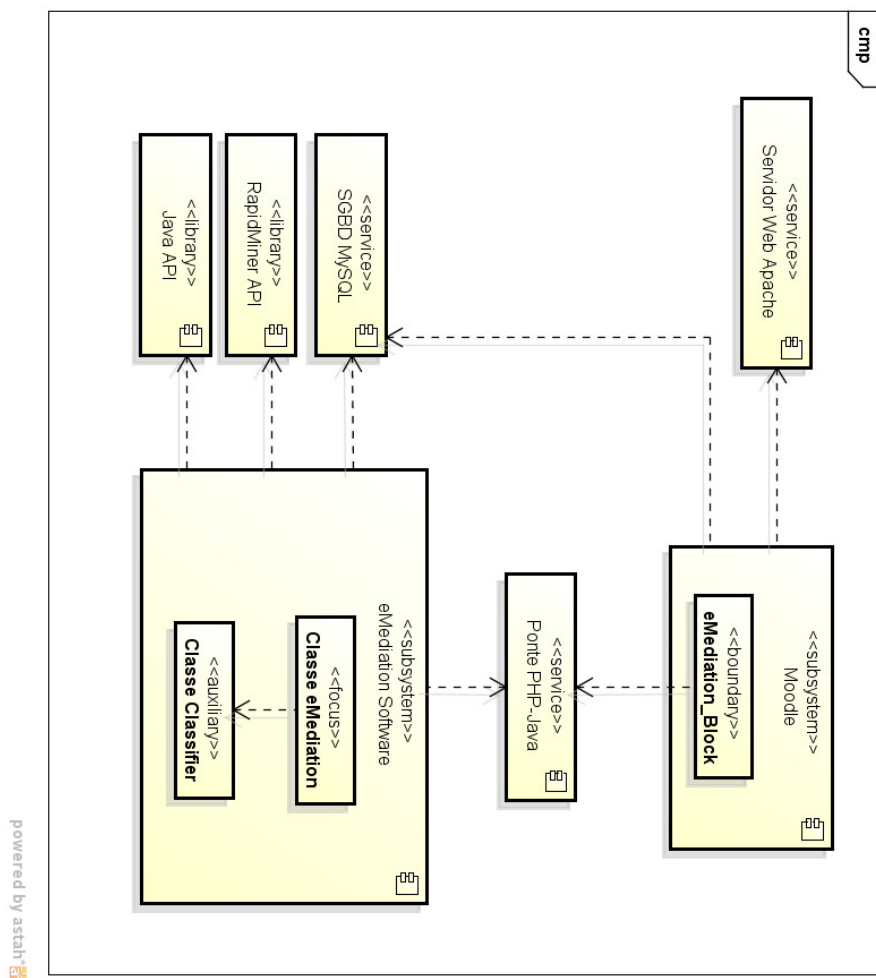 cmp
<<service>>
Servidor Web Apache
<<subsystem>>
Moodle
<<boundary>>
eMediation_Block
<<service>>
Ponte PHP-Java
<<service>>
SGBD MySQL
<<library>>
RapidMiner API
<<library>>
Java API
<<subsystem>>
eMediation Software
<<focus>>
Classe eMediation
<<auxiliary>>
Classe Classifier
powered by astah*